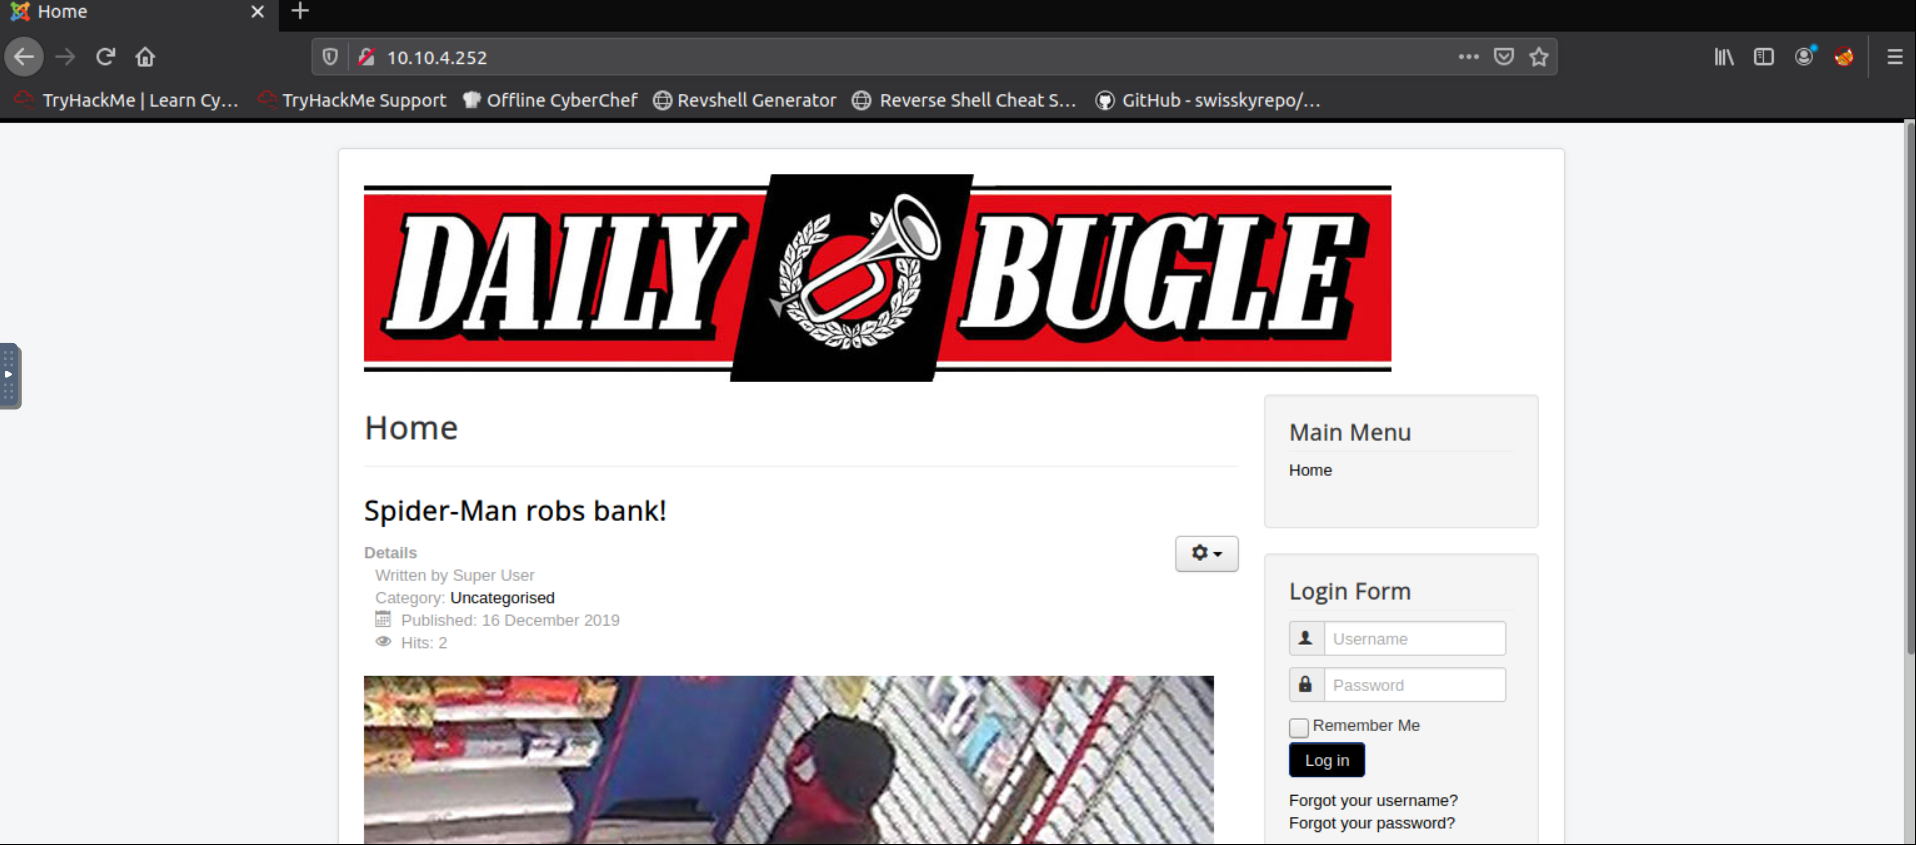 Home
10.10.4.252
TryHackMe | Learn Cy...
TryHackMe Support
Offline CyberChef
Revshell Generator
Reverse Shell Cheat S...
GitHub - swisskyrepo/...
DAILY BUGLE
Home
Spider-Man robs bank!
Details
Written by Super User
Category: Uncategorised
Published: 16 December 2019
Hits: 2
Main Menu
Home
Login Form
Username
Password
Remember Me
Log in
Forgot your username?
Forgot your password?